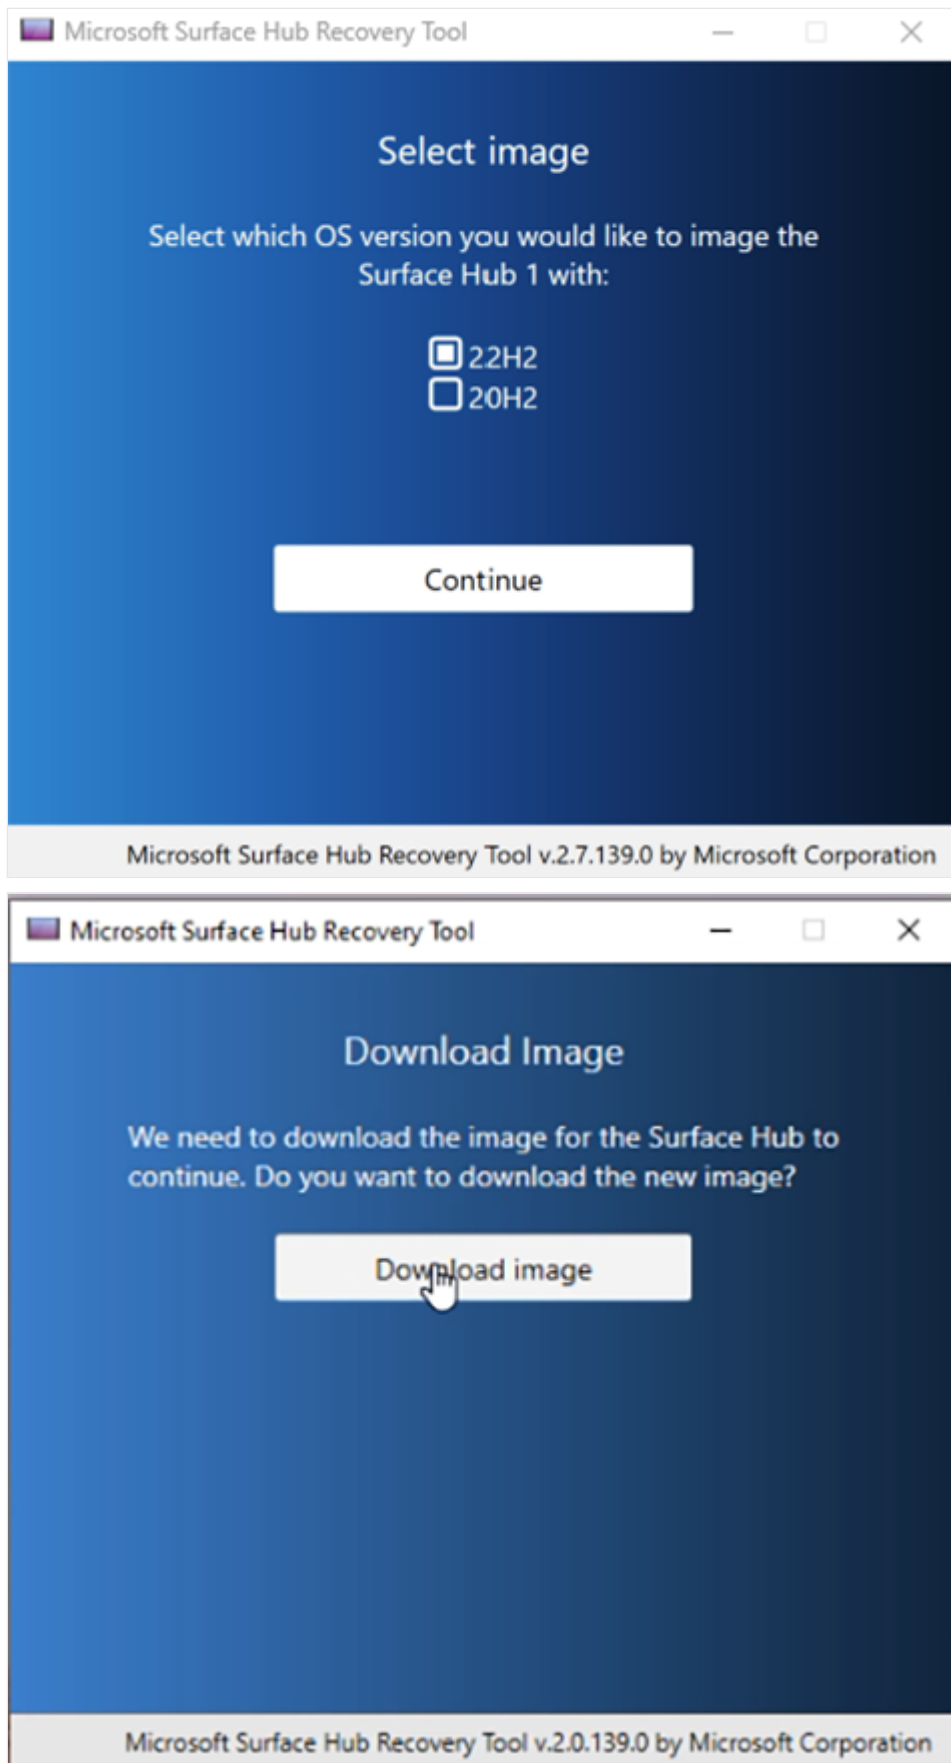 Microsoft Surface Hub Recovery Tool
Select image
Select which OS version you would like to image the
Surface Hub 1 with:
22H2
20H2
Continue
Microsoft Surface Hub Recovery Tool v.2.7.139.0 by Microsoft Corporation
Microsoft Surface Hub Recovery Tool
Download Image
We need to download the image for the Surface Hub to
continue. Do you want to download the new image?
Download image
Microsoft Surface Hub Recovery Tool v.2.0.139.0 by Microsoft Corporation